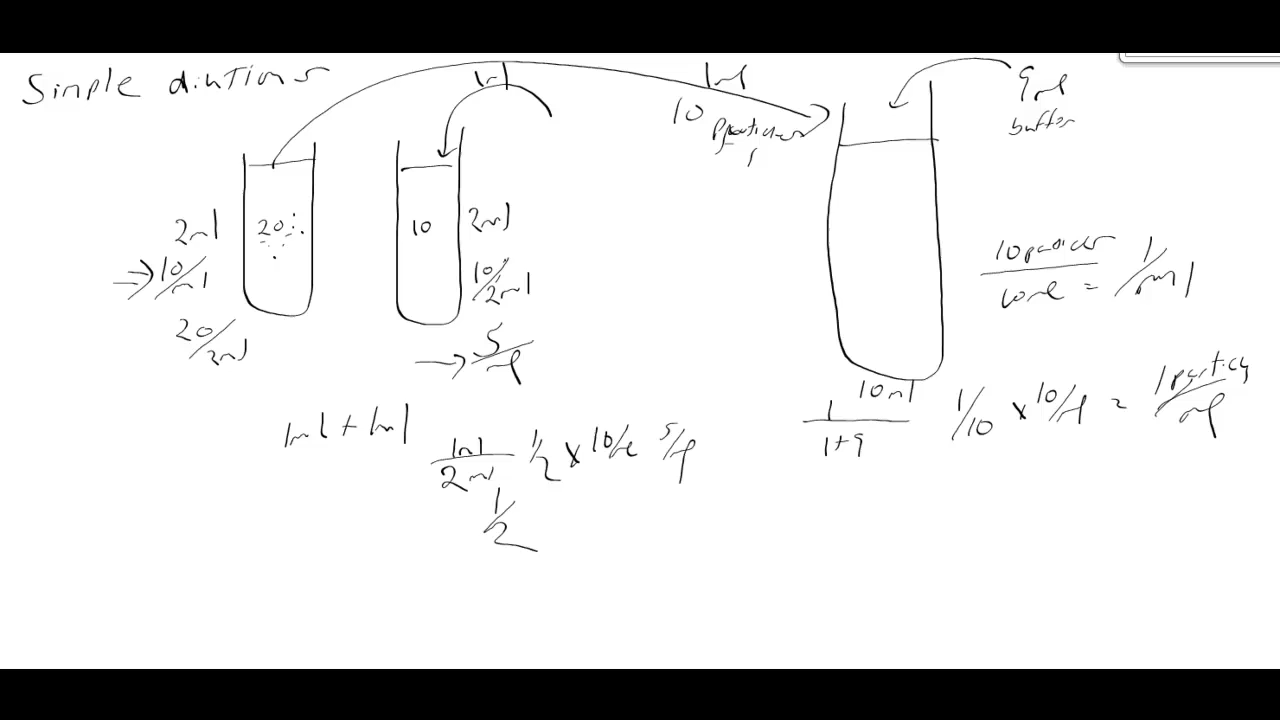 Simple dilutions
1ml
1ml
10 particles
9ml
buffer
2ml
20
10
2ml
10/ml
10/2ml
20/2ml
5/ml
10 particles
10ml = 1/ml
10ml
1ml + 1ml
1ml
2ml
1/2 x 10/ml 5/ml
1/2
1
1+9
1/10 x 10/ml = 1 particle/ml